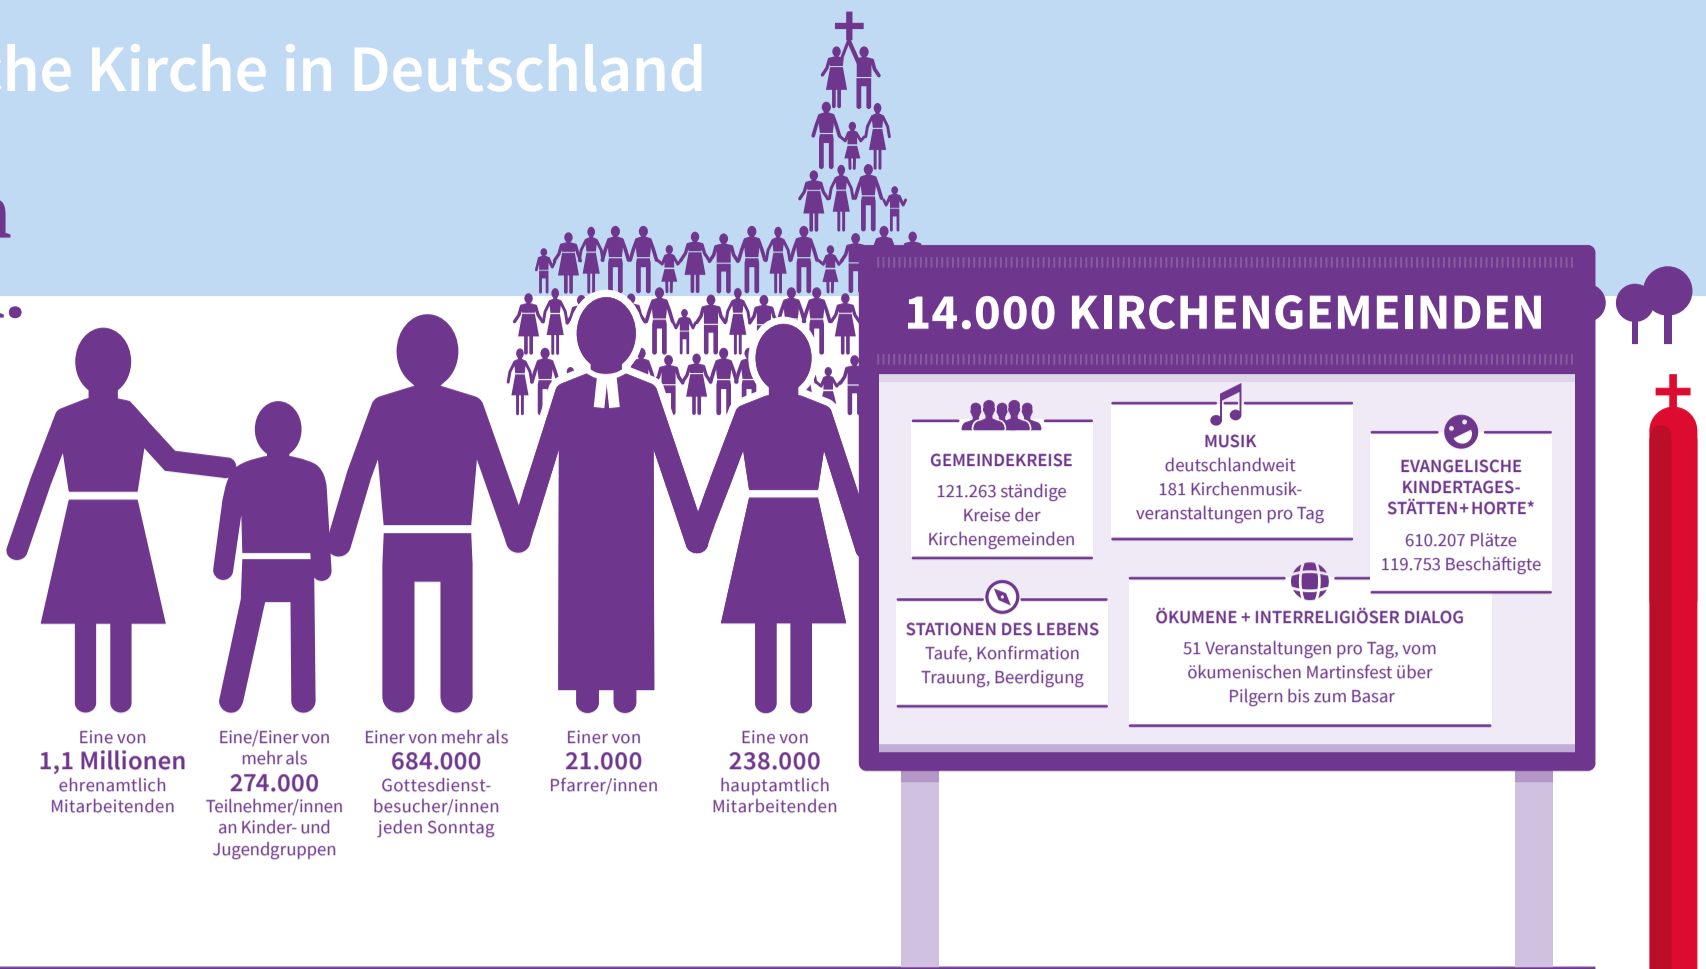 che Kirche in Deutschland
14.000 KIRCHENGEMEINDEN
GEMEINDEKREISE
121.263 ständige
Kreise der
Kirchengemeinden
MUSIK
deutschlandweit
181 Kirchenmusik-
veranstaltungen pro Tag
EVANGELISCHE
KINDERTAGES-
STÄTTEN+HORTE*
610.207 Plätze
119.753 Beschäftigte
STATIONEN DES LEBENS
Taufe, Konfirmation
Trauung, Beerdigung
ÖKUMENE + INTERRELIGIÖSER DIALOG
51 Veranstaltungen pro Tag, vom
ökumenischen Martinsfest über
Pilgern bis zum Basar
Eine von
1,1 Millionen
ehrenamtlich
Mitarbeitenden
Eine/Einer von
mehr als
274.000
Teilnehmer/innen
an Kinder- und
Jugendgruppen
Einer von mehr als
684.000
Gottesdienst-
besucher/innen
jeden Sonntag
Einer von
21.000
Pfarrer/innen
Eine von
238.000
hauptamtlich
Mitarbeitenden